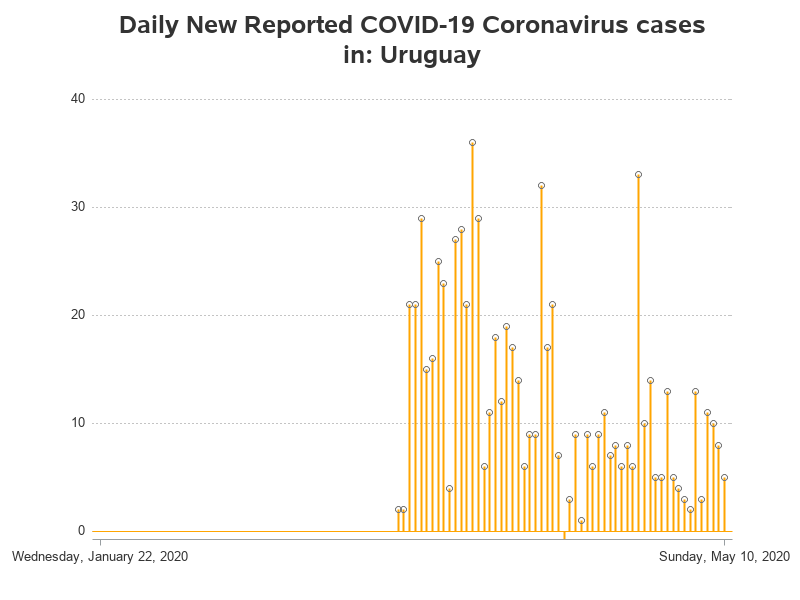 Daily New Reported COVID-19 Coronavirus cases
in: Uruguay
40
30
20
10
0
Wednesday, January 22, 2020
Sunday, May 10, 2020